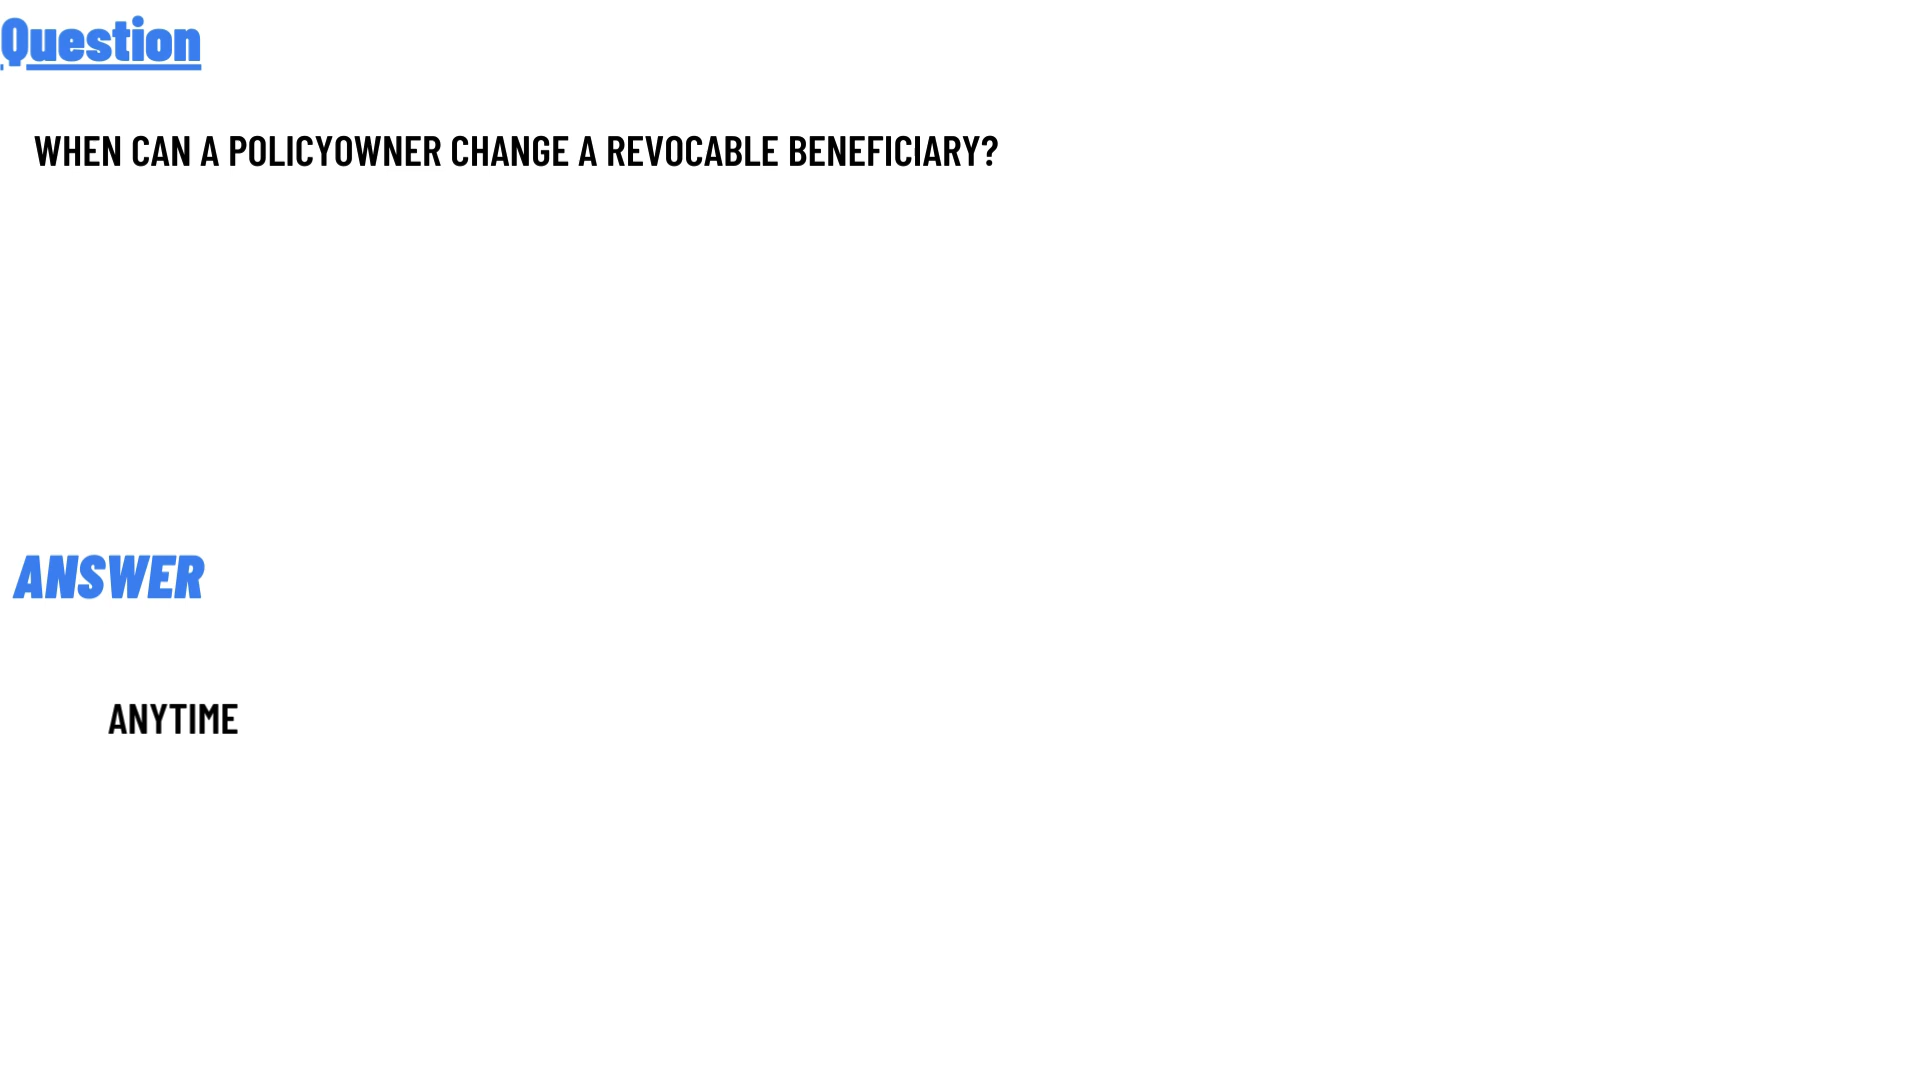 Question
WHEN CAN A POLICYOWNER CHANGE A REVOCABLE BENEFICIARY?
ANSWER
ANYTIME